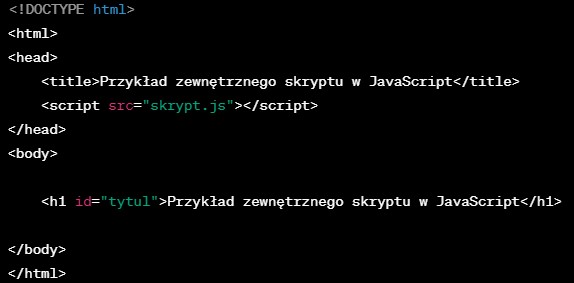 <!DOCTYPE html>
<html>
<head>
    <title>Przykład zewnętrznego skryptu w JavaScript</title>
    <script src="skrypt.js"></script>
</head>
<body>
    <h1 id="tytul">Przykład zewnętrznego skryptu w JavaScript</h1>
</body>
</html>